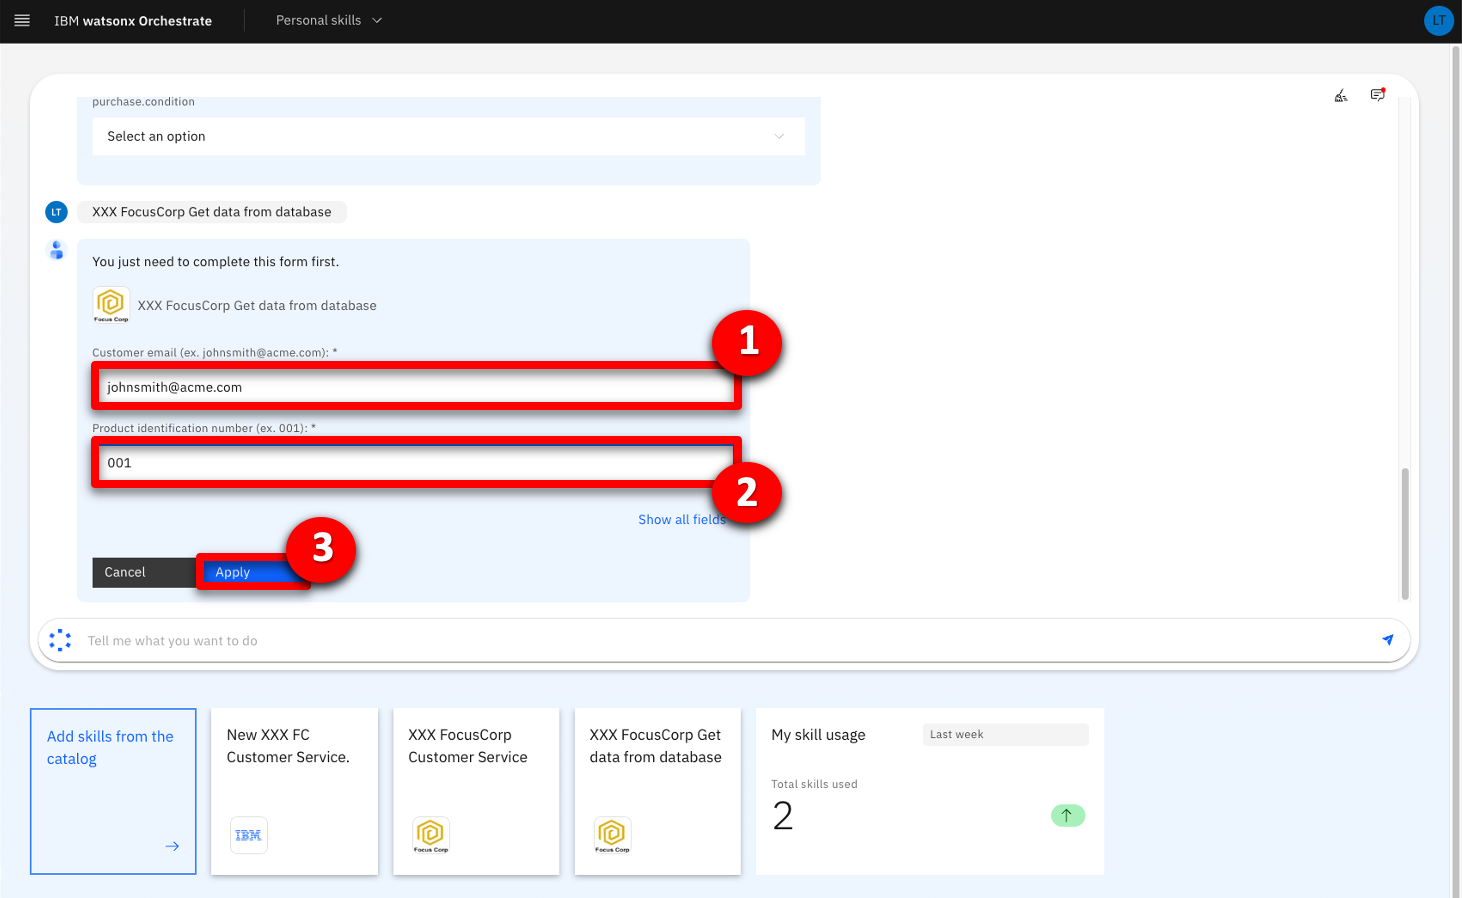 IBM watsonx Orchestrate
Personal skills
LT
purchase.condition
Select an option
LT
XXX FocusCorp Get data from database
You just need to complete this form first.
Focus Corp
XXX FocusCorp Get data from database
Customer email (ex. johnsmith@acme.com): *
1
johnsmith@acme.com
Product identification number (ex. 001): *
001
2
Show all fields
3
Cancel
Apply
Tell me what you want to do
Add skills from the
catalog
New XXX FC
Customer Service.
IBM
XXX FocusCorp
Customer Service
Focus Corp
XXX FocusCorp Get
data from database
Focus Corp
My skill usage
Last week
Total skills used
2